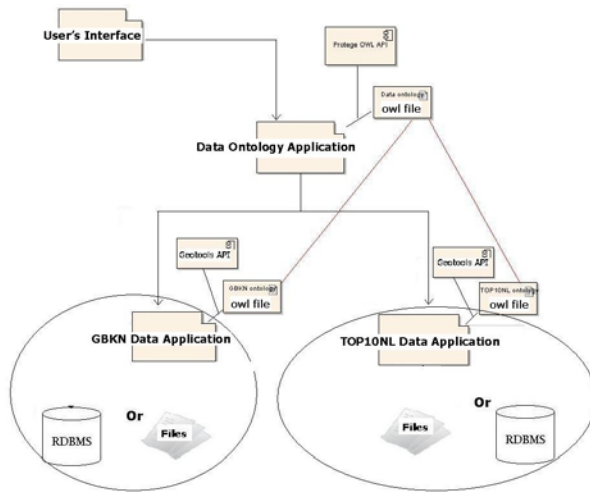 User's Interface
Protege OWL API
Data ontology
owl file
Data Ontology Application
Geotools API
GBKN ontology
owl file
Geotools API
TOP10NL ontology
owl file
GBKN Data Application
TOP10NL Data Application
Or
RDBMS
Files
Or
Files
RDBMS